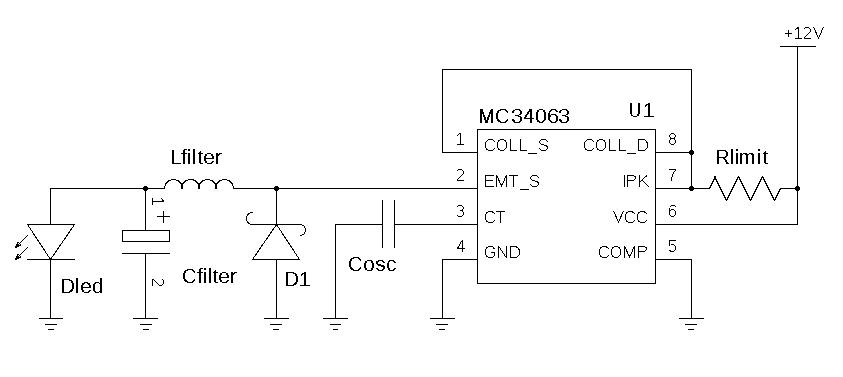 +12V
MC34063 U1
1 COLL_S COLL_D 8
Lfilter Rlimit
2 EMT_S IPK 7
1 + 3 CT VCC 6
4 GND COMP 5
Cosc
Dled 2 Cfilter D1